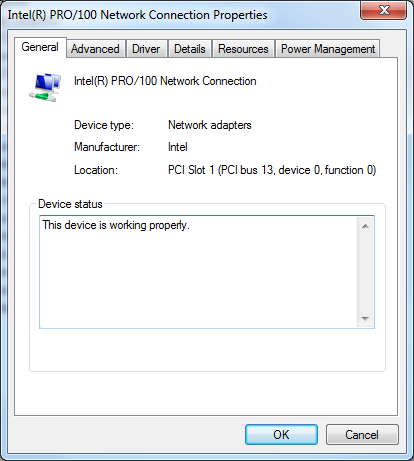 Intel(R) PRO/100 Network Connection Properties
General Advanced Driver Details Resources Power Management
Intel(R) PRO/100 Network Connection
Device type: Network adapters
Manufacturer: Intel
Location: PCI Slot 1 (PCI bus 13, device 0, function 0)
Device status
This device is working properly.
OK Cancel